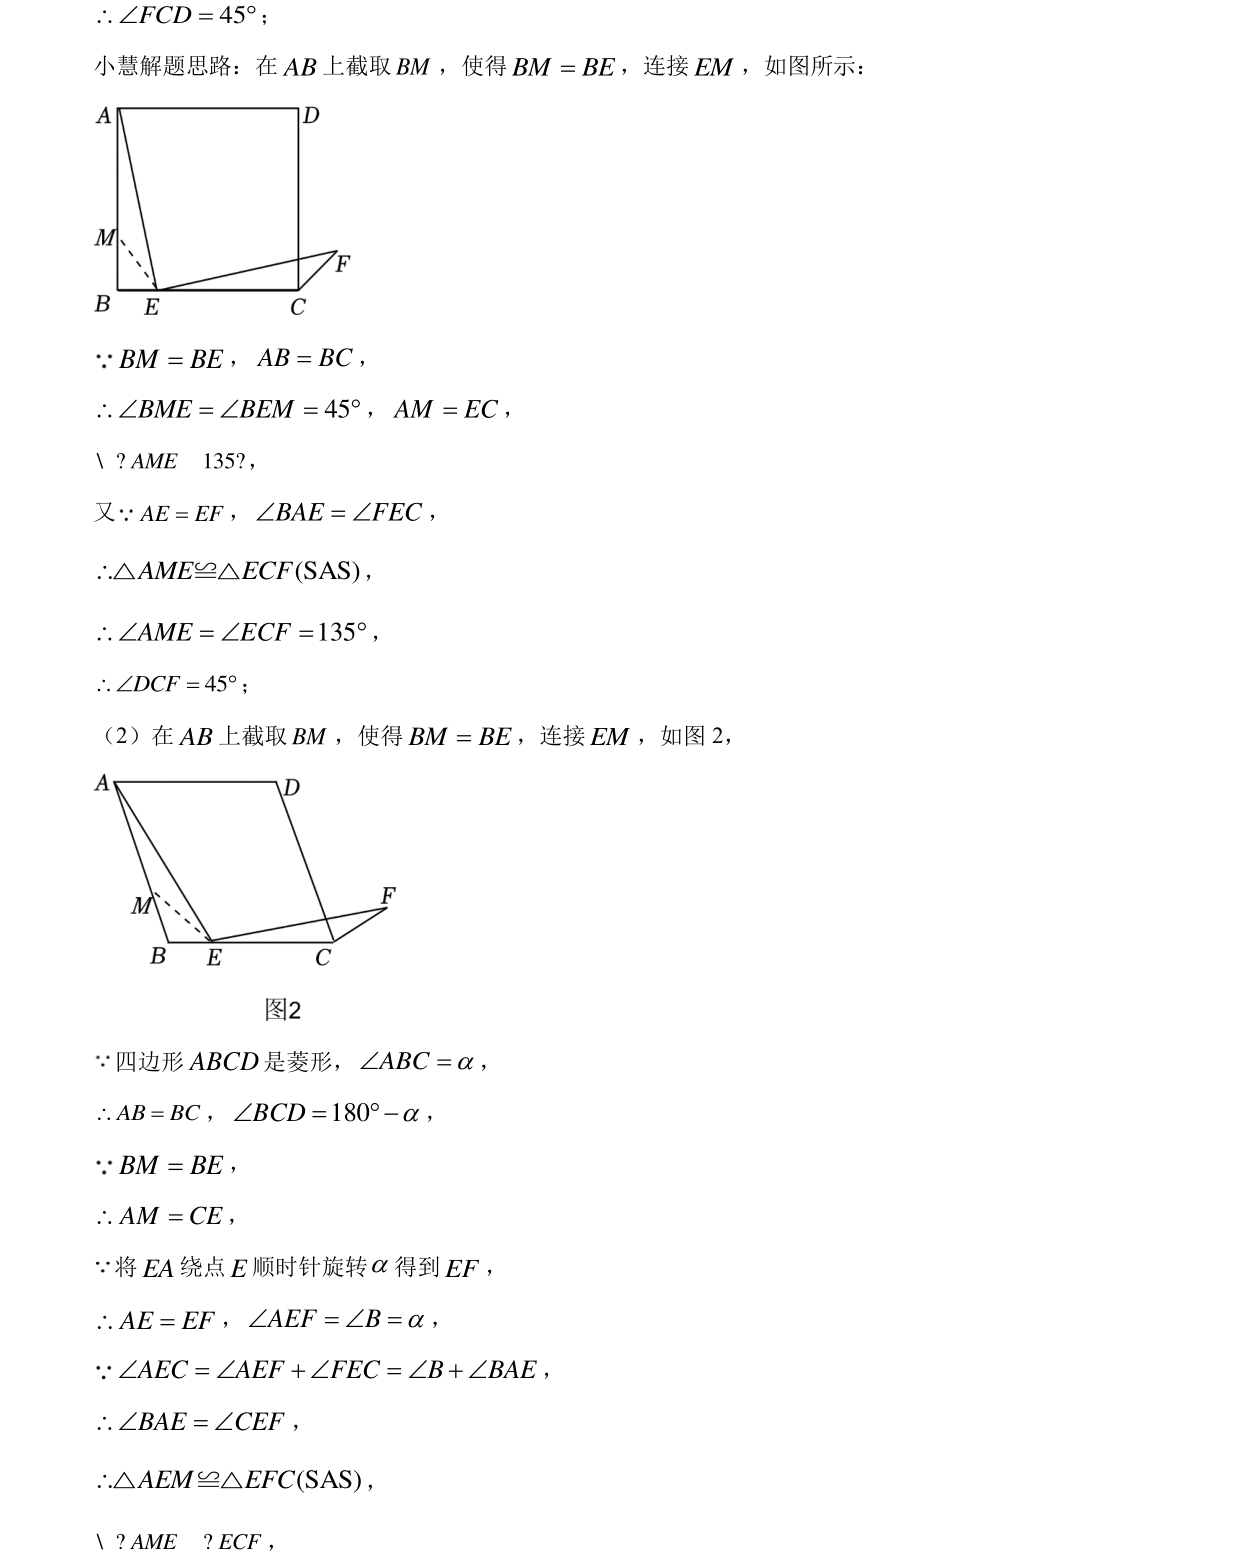 ∴∠FCD = 45°；
小慧解题思路：在 AB 上截取 BM ，使得 BM = BE，连接 EM ，如图所示：
A
D
M
F
B
E
C
∵ BM = BE ， AB = BC，
∴∠BME = ∠BEM = 45°， AM = EC，
\ ? AME 135?，
又∵ AE = EF ， ∠BAE = ∠FEC，
∴△AME≌△ECF(SAS)，
∴∠AME = ∠ECF = 135°，
∴∠DCF = 45°；
（2）在 AB 上截取 BM ，使得 BM = BE，连接 EM ，如图 2，
A
D
M
F
B
E
C
图2
∵四边形 ABCD 是菱形， ∠ABC = α，
∴ AB = BC ， ∠BCD = 180° − α，
∵ BM = BE，
∴ AM = CE，
∵将 EA 绕点 E 顺时针旋转 α 得到 EF，
∴ AE = EF ， ∠AEF = ∠B = α，
∵ ∠AEC = ∠AEF + ∠FEC = ∠B + ∠BAE，
∴∠BAE = ∠CEF，
∴△AEM≌△EFC(SAS)，
\ ? AME ? ECF，